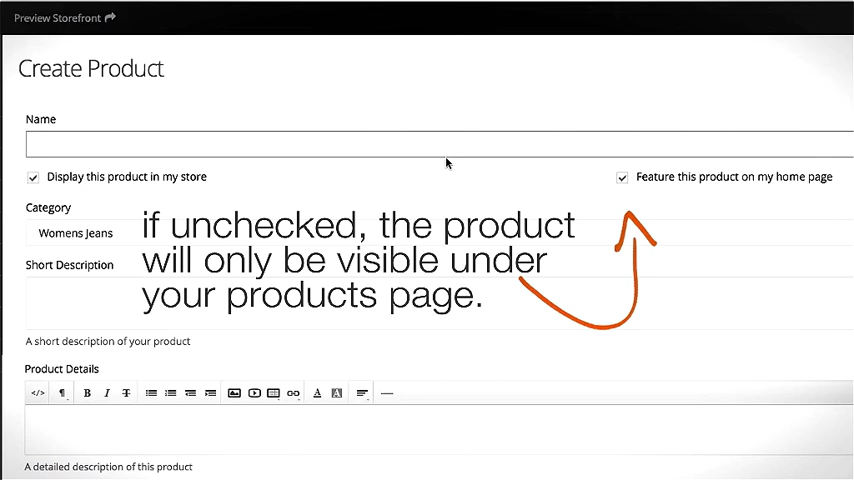 Preview Storefront
Create Product
Name
Display this product in my store
Feature this product on my home page
Category
Womens Jeans
if unchecked, the product
will only be visible under
your products page.
Short Description
A short description of your product
Product Details
A detailed description of this product